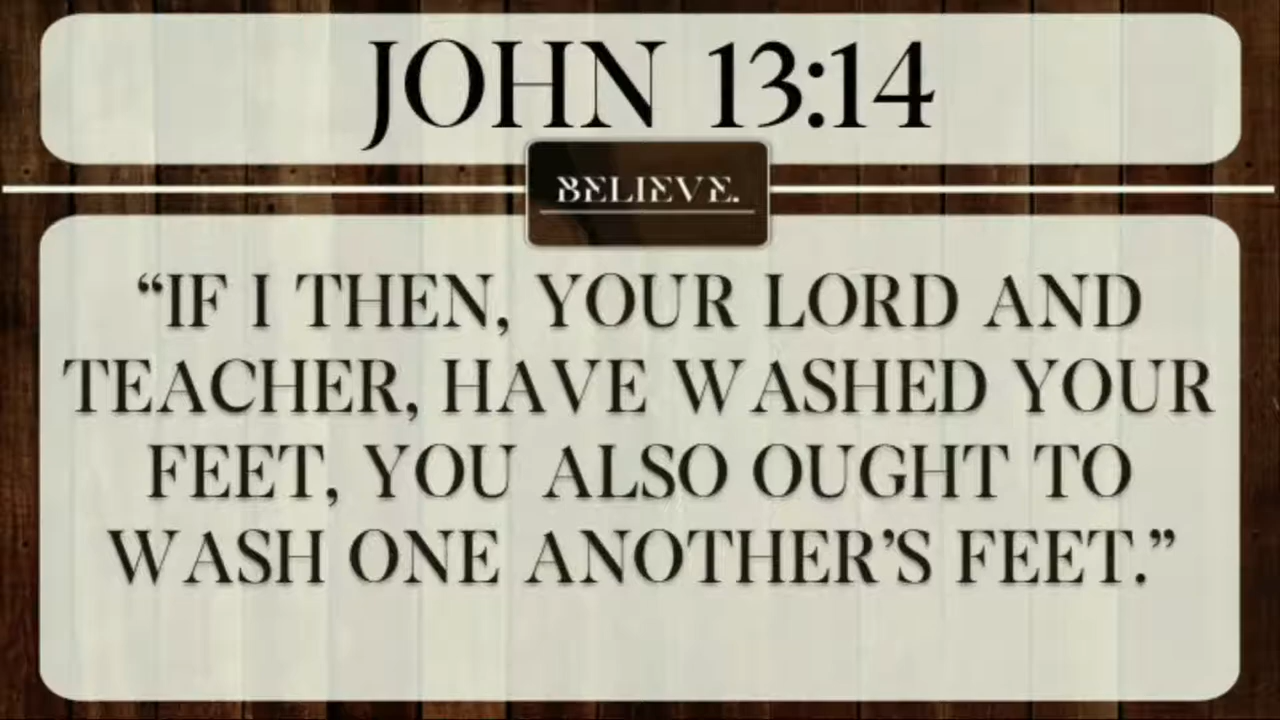 JOHN 13:14
BELIEVE.
“IF I THEN, YOUR LORD AND
TEACHER, HAVE WASHED YOUR
FEET, YOU ALSO OUGHT TO
WASH ONE ANOTHER’S FEET.”